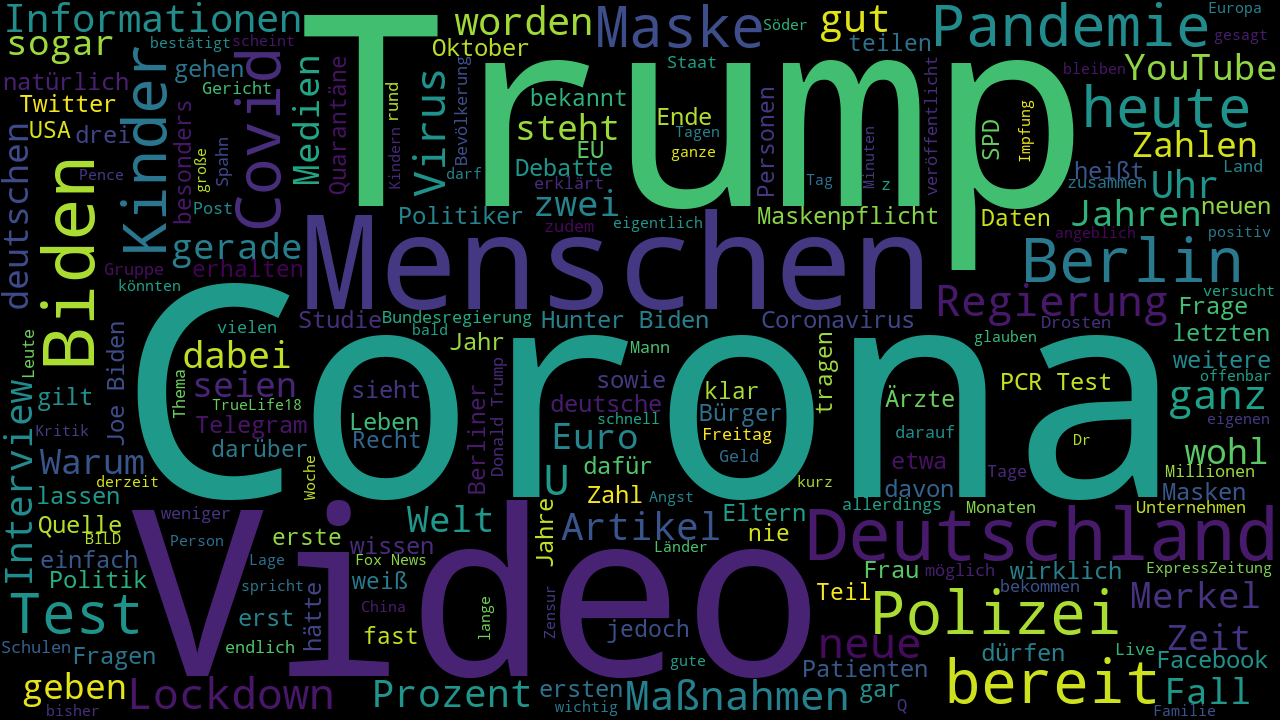 Informationen
Trump
worden
Maske
Söder
gut
Pandemie
Europa
sogar
bestätigt
scheint
Oktober
teilen
gesagt
natürlich
Kinder
gehen
Covid
Medien
Quarantäne
rund
Virus
Bevölkerung
Staat
bleiben
YouTube
Twitter
Gericht
bekannt
Ende
Personen
veröffentlicht
SPD
Impfung
heute
USA
drei
besonders
große
Spahn
Kindern
steht
EU
Tagen
ganze
Minuten
Zahlen
deutschen
Biden
Pence
Post
darf
Debatte
erklärt
Tag
z
heißt
zusammen
Land
Uhr
Politiker
zwei
zudem
eigentlich
Maskenpflicht
Daten
Jahren
neuen
gerade
Menschen
angeblich
positiv
Gruppe
erhalten
Berlin
könnten
Corona
Regierung
versucht
Studie
Bundesregierung
bald
Hunter Biden
Coronavirus
Drosten
Frage
Leute
Joe Biden
vielen
Jahr
Mann
glauben
letzten
dabei
weitere
gilt
Thema
seien
sieht
Donald Trump
sowie
klar
tragen
PCR Test
offenbar
Interview
TrueLife18
Leben
deutsche
Ärzte
ganz
Kritik
Telegram
Recht
Berliner
schnell
Bürger
Freitag
darauf
Dr
eigenen
Warum
darüber
Euro
Geld
wohl
derzeit
Woche
U
dafür
kurz
etwa
Tage
Millionen
lassen
Zahl
Angst
davon
Masken
Quelle
weniger
Video
Welt
Jahre
Artikel
Eltern
allerdings
Monaten
Unternehmen
BILD
Person
erste
wissen
nie
Deutschland
einfach
Lage
Fox News
Länder
Frau
möglich
wirklich
ExpressZeitung
Politik
spricht
hätte
weiß
Teil
bekommen
Test
China
lange
Zensur
Polizei
Merkel
erst
fast
jedoch
neue
Schulen
Fragen
endlich
gute
Patienten
dürfen
Live
Zeit
Facebook
geben
Lockdown
Prozent
ersten
wichtig
Maßnahmen
gar
Q
bereit
Fall
bisher
Familie